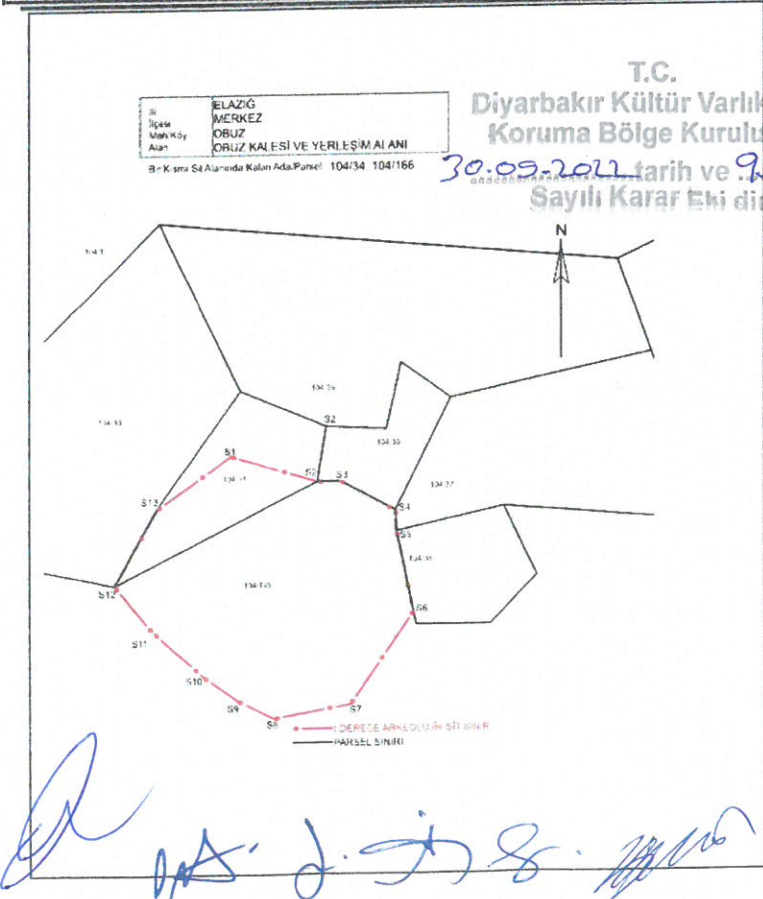 T.C.
Diyarbakır Kültür Varlık
Koruma Bölge Kurulu
30.09.2022 tarih ve 9
Sayılı Karar Eki dir
İli ELAZIĞ
İlçesi MERKEZ
Mah/Köy OBUZ
Alan OBUZ KALESİ VE YERLEŞİM ALANI
Bir Kısmı Sit Alanında Kalan Ada/Parsel 104/34 104/166
N
S2
S1
S2
S3
S13
S4
S5
S12
S6
S11
S10
S9
S8
S7
I DERECE ARKEOLOJİK SİT SINIRI
PARSEL SINIRI